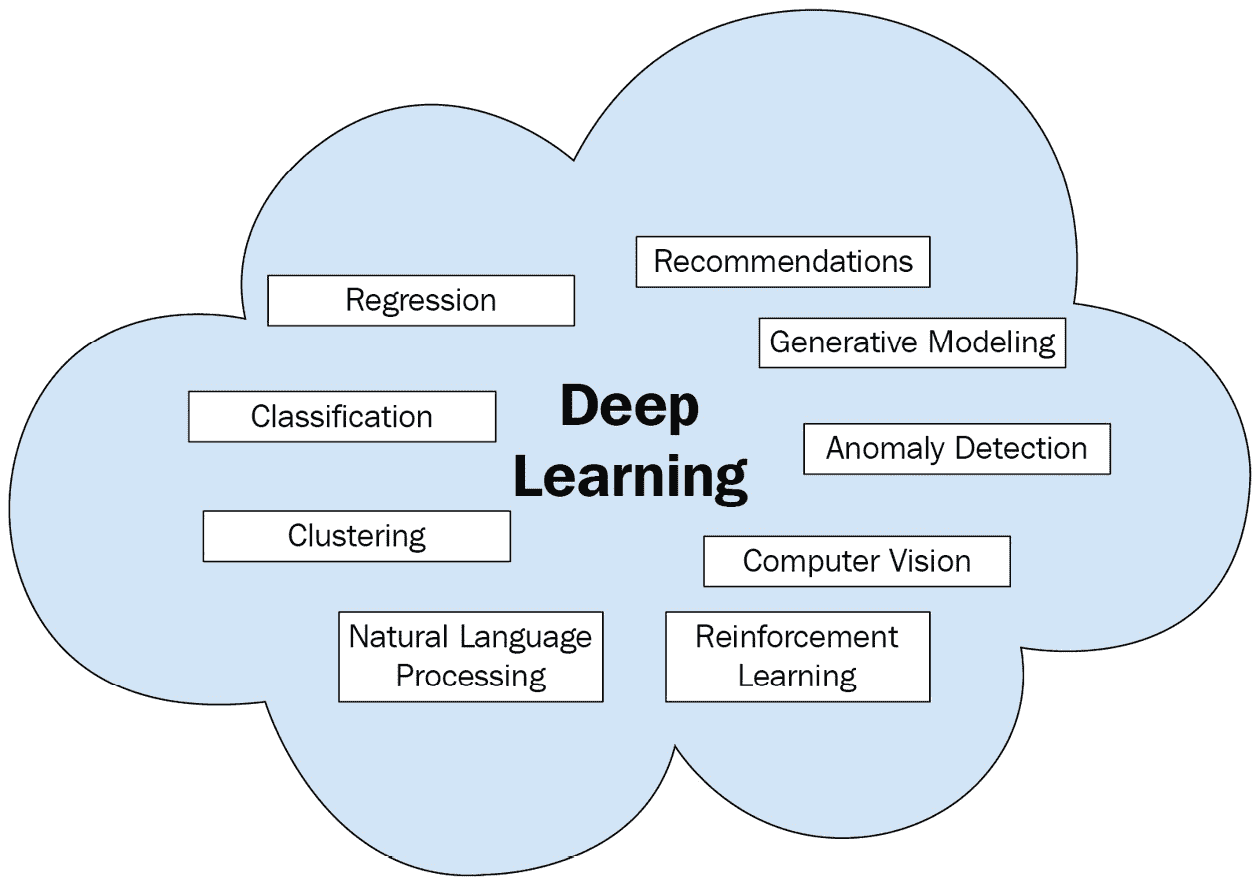 Recommendations
Regression
Generative Modeling
Deep
Learning
Classification
Anomaly Detection
Clustering
Computer Vision
Natural Language
Processing
Reinforcement
Learning